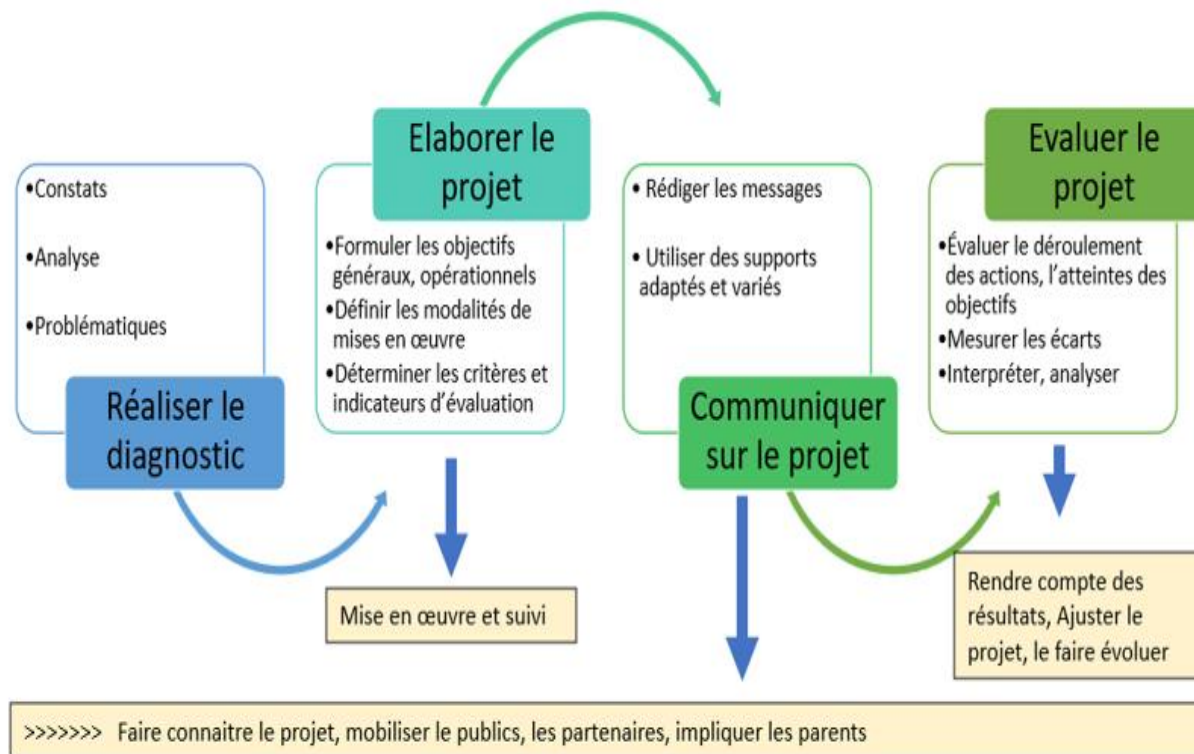 •Constats
•Analyse
•Problématiques
Réaliser le
diagnostic
Elaborer le
projet
•Formuler les objectifs
généraux, opérationnels
•Définir les modalités de
mises en œuvre
•Déterminer les critères et
indicateurs d'évaluation
Mise en œuvre et suivi
• Rédiger les messages
• Utiliser des supports
adaptés et variés
Communiquer
sur le projet
Evaluer le
projet
•Évaluer le déroulement
des actions, l'atteintes des
objectifs
•Mesurer les écarts
•Interpréter, analyser
Rendre compte des
résultats, Ajuster le
projet, le faire évoluer
>>>>>>> Faire connaitre le projet, mobiliser le publics, les partenaires, impliquer les parents